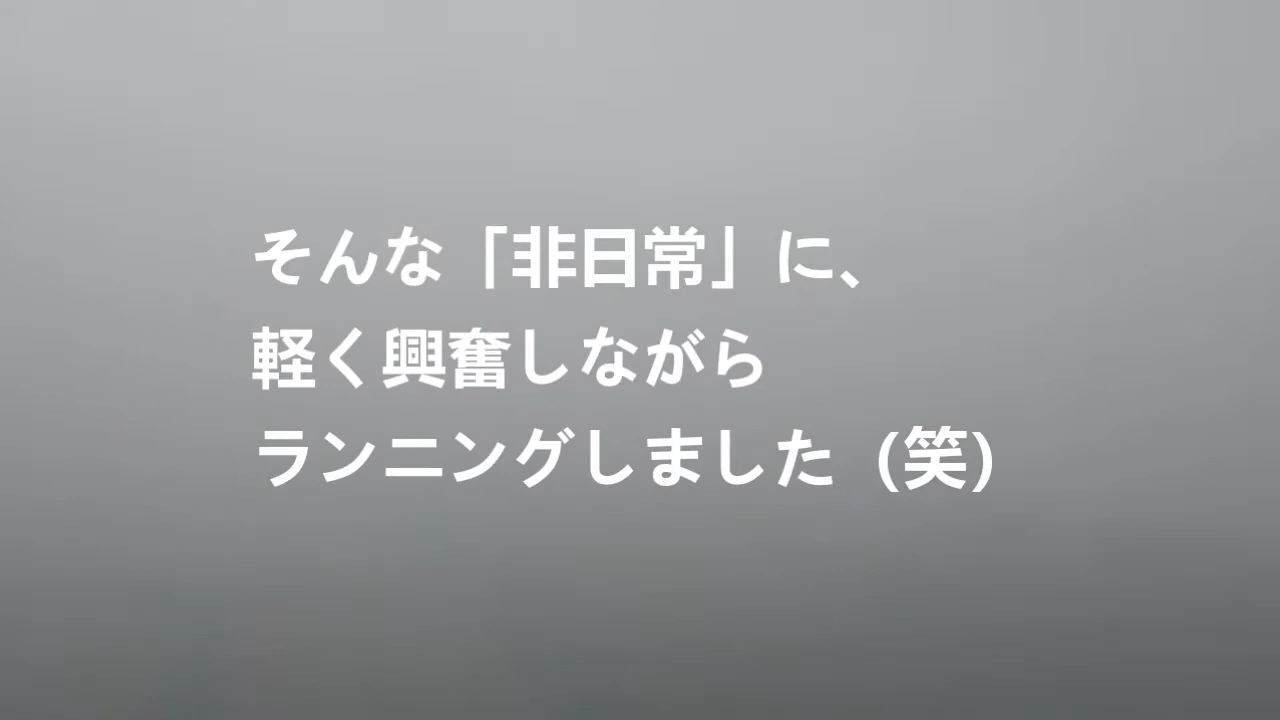 そんな「非日常」に、
軽く興奮しながら
ランニングしました（笑）